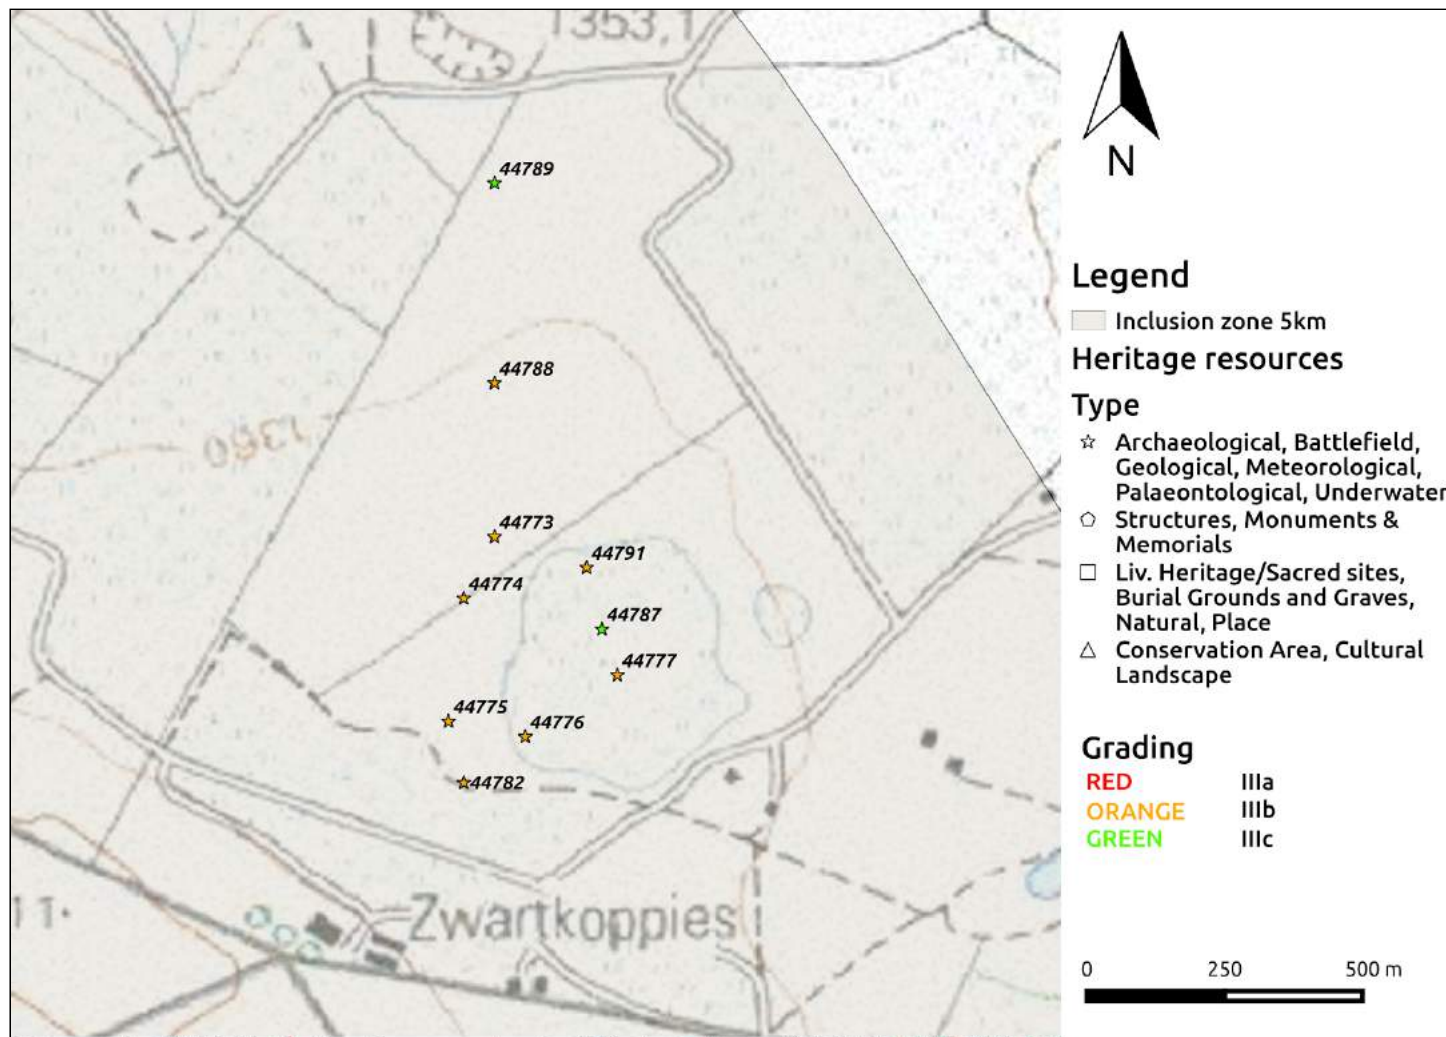 1353,1
44789
44788
1360
44773
44791
44774
44787
44777
44775
44776
44782
Zwartkoppies
11.
N
Legend
Inclusion zone 5km
Heritage resources
Type
Archaeological, Battlefield,
Geological, Meteorological,
Palaeontological, Underwater
Structures, Monuments &
Memorials
Liv. Heritage/Sacred sites,
Burial Grounds and Graves,
Natural, Place
Conservation Area, Cultural
Landscape
Grading
RED IIIa
ORANGE IIIb
GREEN IIIc
0 250 500 m